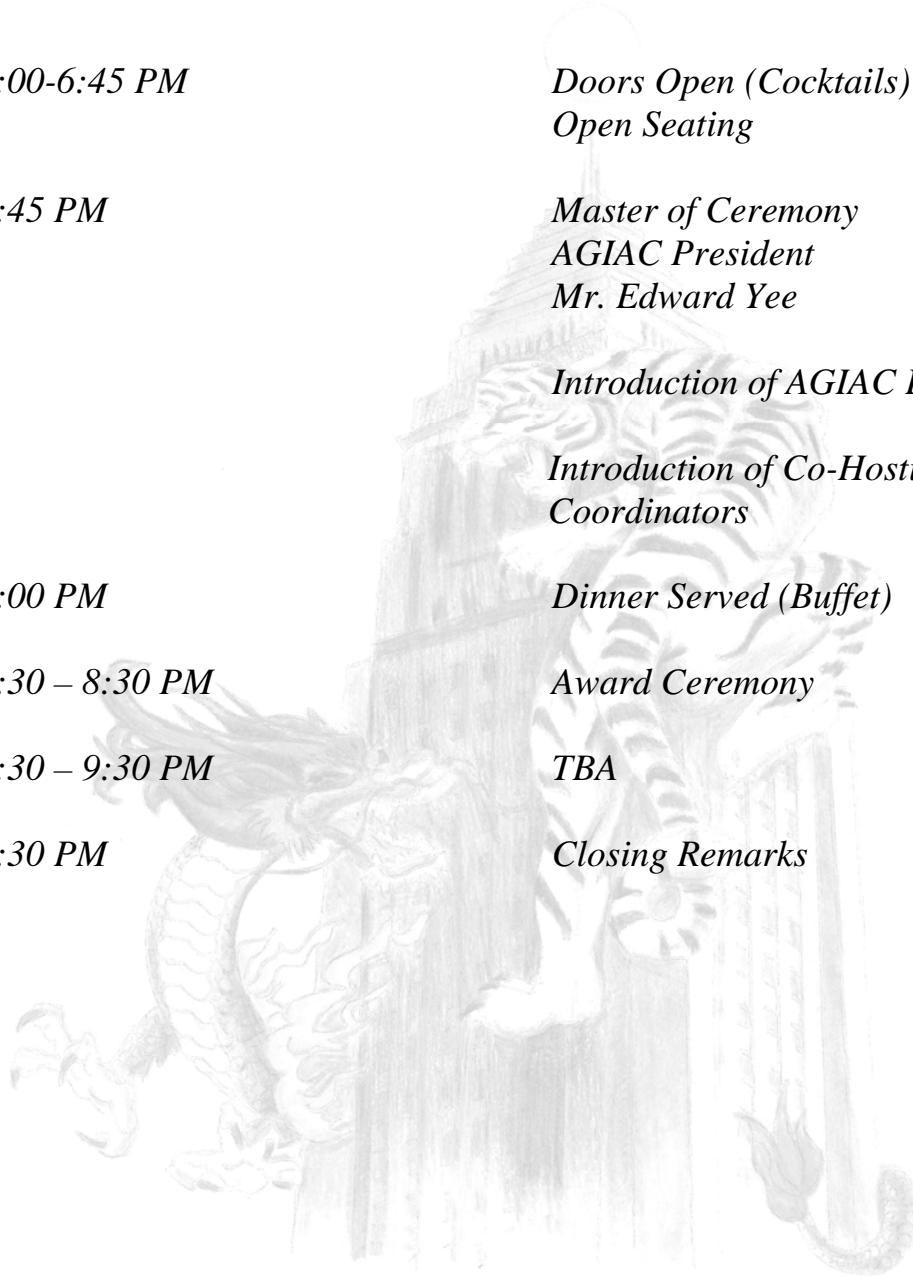 :00-6:45 PM Doors Open (Cocktails)
Open Seating
:45 PM Master of Ceremony
AGIAC President
Mr. Edward Yee
Introduction of AGIAC
Introduction of Co-Hosti
Coordinators
:00 PM Dinner Served (Buffet)
:30 – 8:30 PM Award Ceremony
:30 – 9:30 PM TBA
:30 PM Closing Remarks